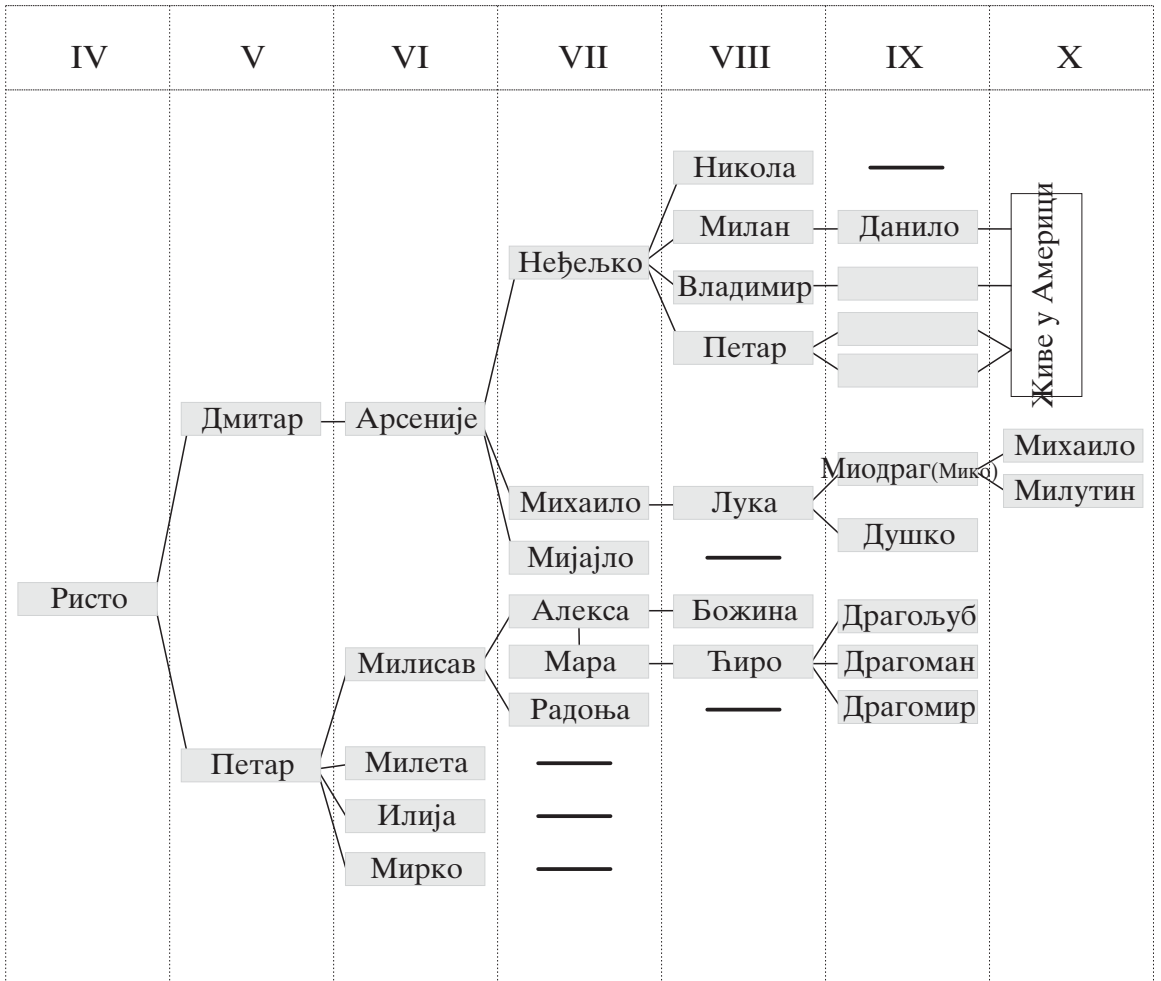 IV V VI VII VIII IX X
Никола
Милан Данило
Неђељко
Владимир
Петар
Живе у Америци
Дмитар Арсеније
Михаило
Миодраг(Мико)
Милутин
Михаило Лука
Душко
Мијајло
Ристо
Алекса Божина Драгољуб
Милисав Мара Ћиро Драгоман
Радоња Драгомир
Петар Милета
Илија
Мирко